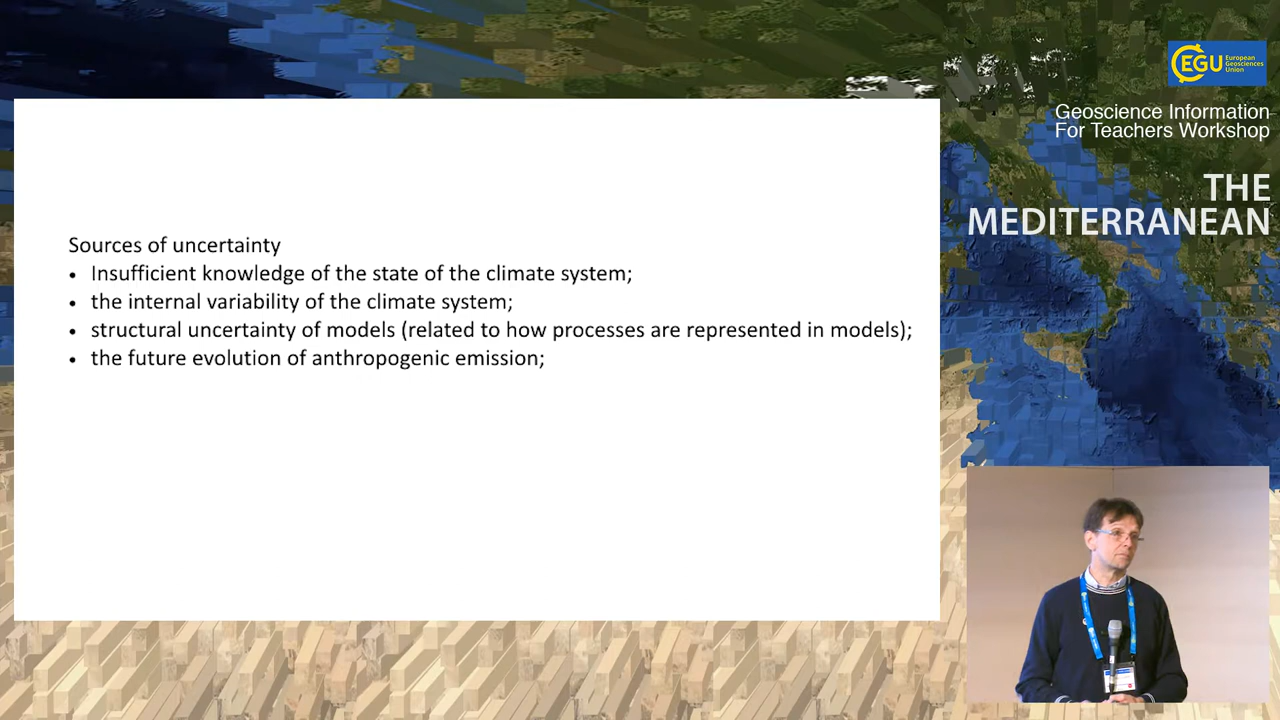 EGU European
Geosciences
Union
Geoscience Information
For Teachers Workshop
THE
MEDITERRANEAN
Sources of uncertainty
• Insufficient knowledge of the state of the climate system;
• the internal variability of the climate system;
• structural uncertainty of models (related to how processes are represented in models);
• the future evolution of anthropogenic emission;